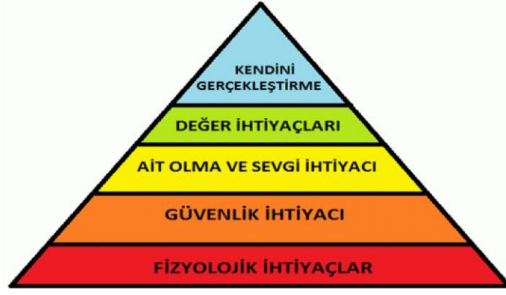 KENDİNİ
GERÇEKLEŞTİRME
DEĞER İHTİYAÇLARI
AİT OLMA VE SEVGİ İHTİYACI
GÜVENLİK İHTİYACI
FİZYOLOJİK İHTİYAÇLAR